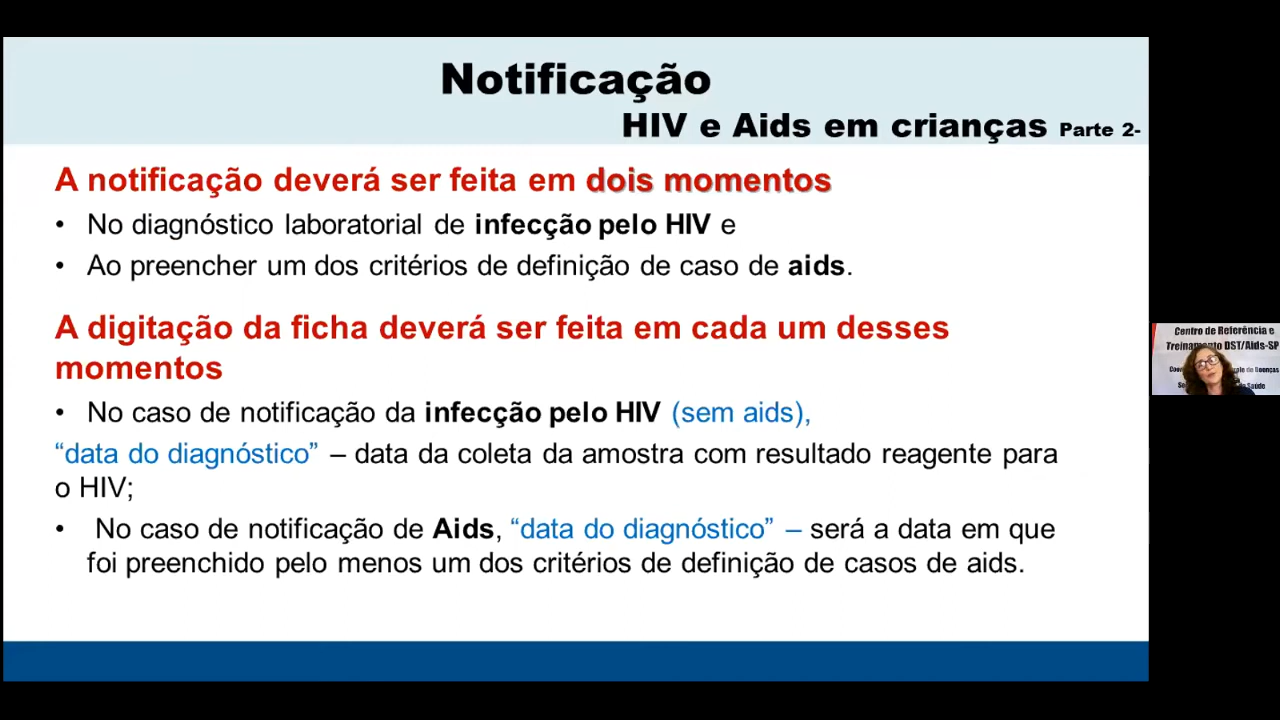 Notificação
HIV e Aids em crianças Parte 2-
A notificação deverá ser feita em dois momentos
• No diagnóstico laboratorial de infecção pelo HIV e
• Ao preencher um dos critérios de definição de caso de aids.
A digitação da ficha deverá ser feita em cada um desses
momentos
• No caso de notificação da infecção pelo HIV (sem aids),
“data do diagnóstico” – data da coleta da amostra com resultado reagente para
o HIV;
• No caso de notificação de Aids, “data do diagnóstico” – será a data em que
foi preenchido pelo menos um dos critérios de definição de casos de aids.
Centro de Referência e
Treinamento DST/Aids-SP
de Doenças
de Saúde